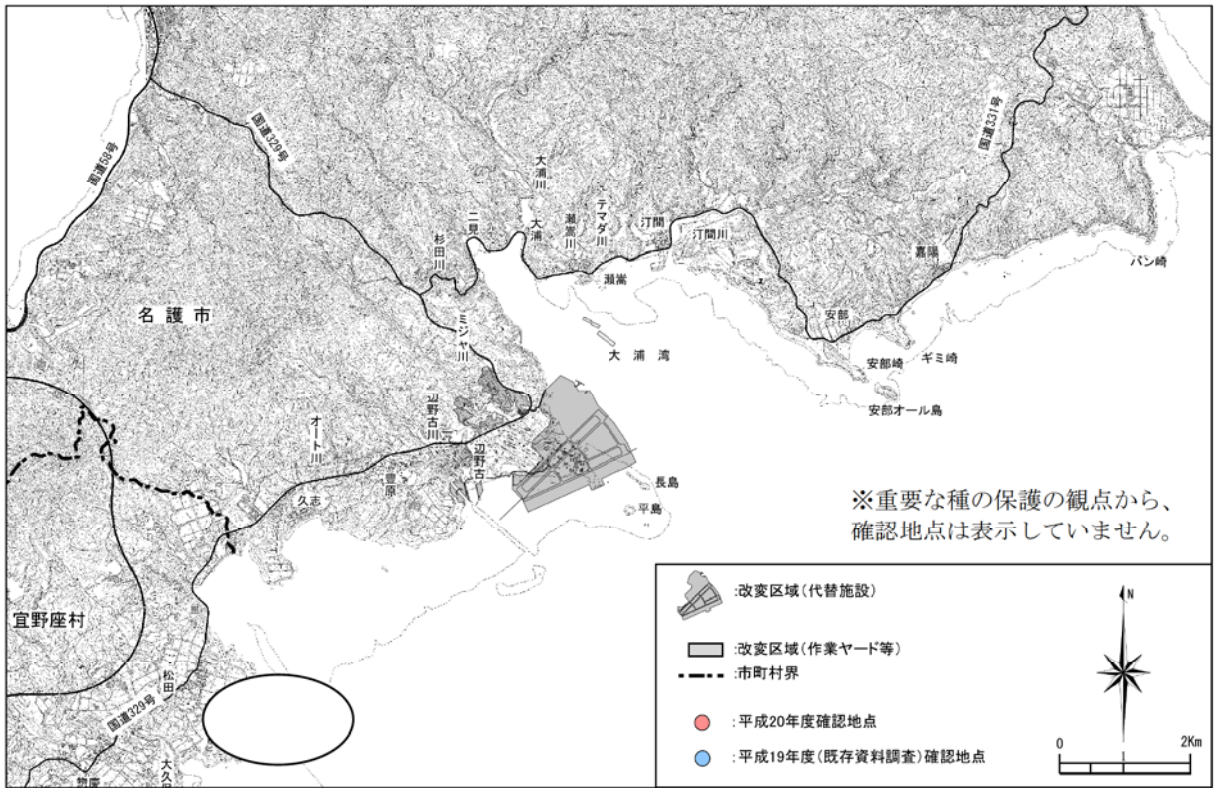 国道58号
国道329号
国道331号
大浦川
大浦
二見
杉田川
瀬嵩川
テマダ川
汀間
汀間川
瀬嵩
嘉陽
バン崎
安部
安部崎
ギミ崎
安部オール島
大浦湾
名護市
ミジャ川
辺野古川
辺野古
オート川
豊原
久志
長島
平島
※重要な種の保護の観点から、
確認地点は表示していません。
宜野座村
松田
国道329号
惣慶
:改変区域(代替施設)
:改変区域(作業ヤード等)
:市町村界
:平成20年度確認地点
:平成19年度(既存資料調査)確認地点
N
0 2Km